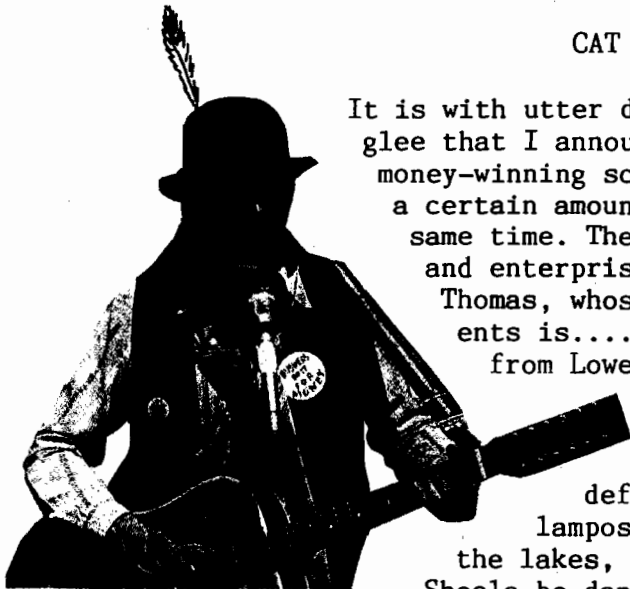 CAT
It is with utter d
glee that I annou
money-winning sc
a certain amoun
same time. The
and enterpris
Thomas, whos
ents is....
from Lowe
def
lampos
the lakes,